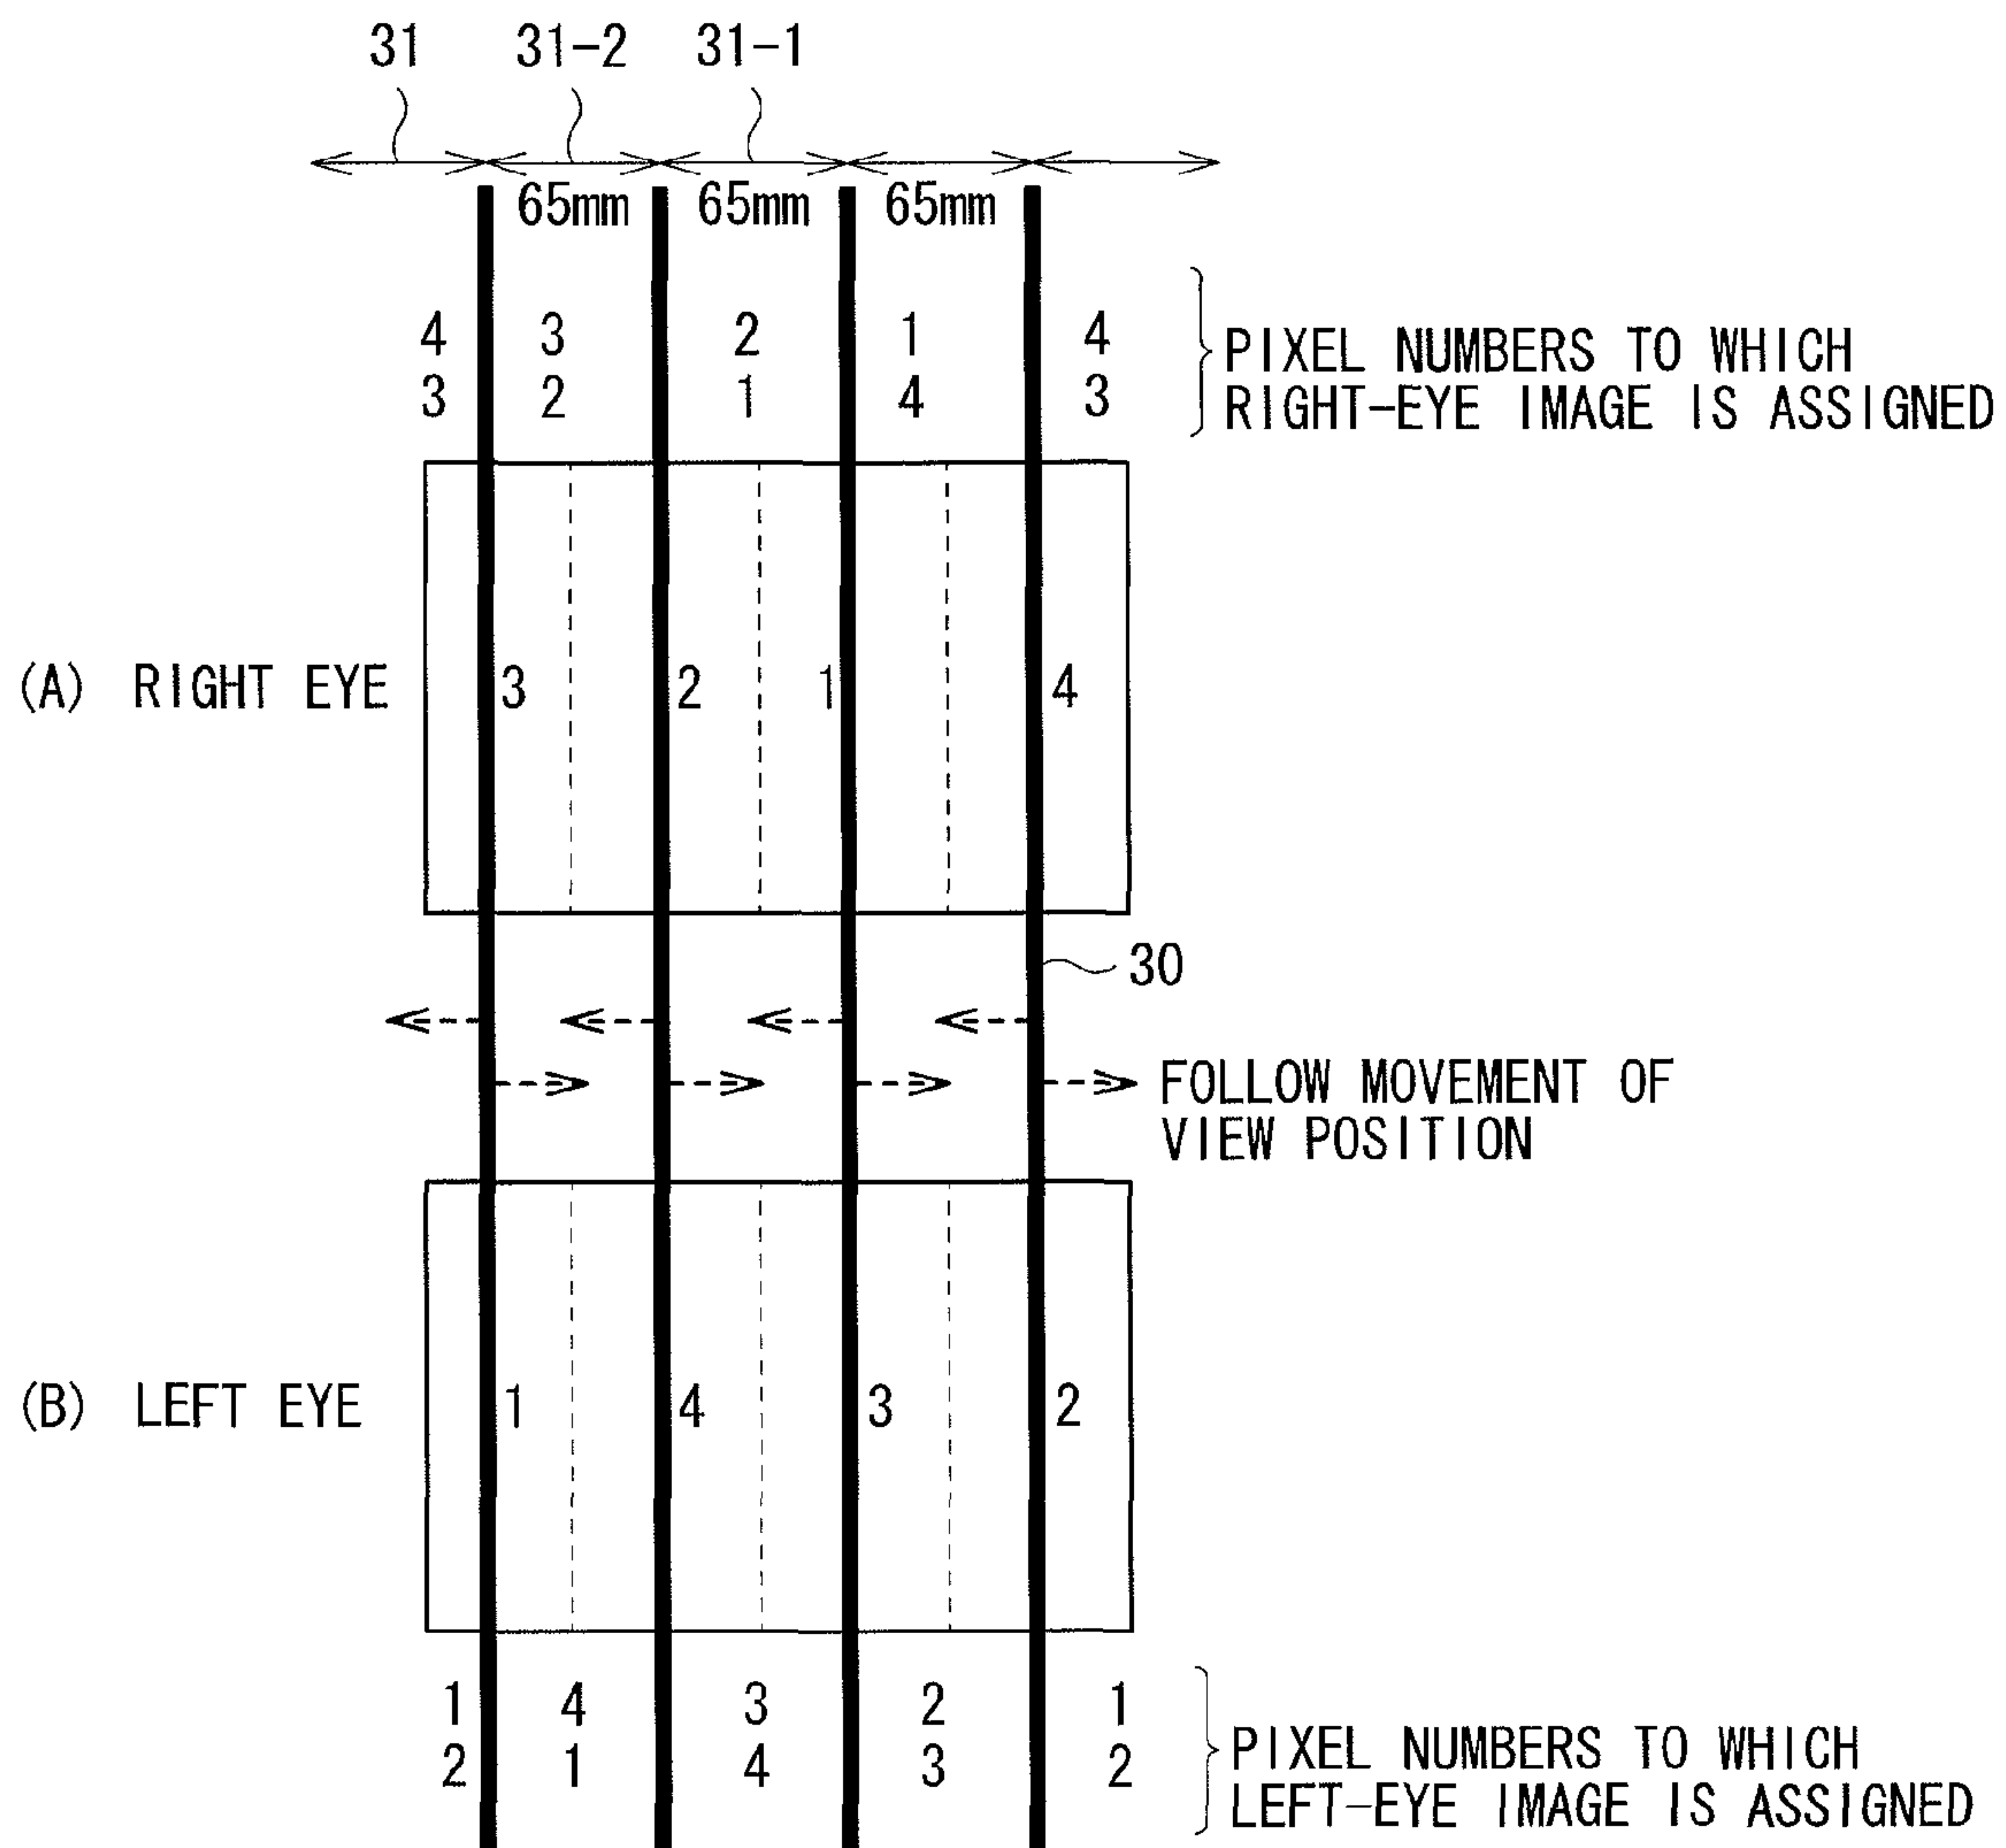 31 31-2 31-1
65mm 65mm 65mm
4 3 2 1 4
3 2 1 4 3
PIXEL NUMBERS TO WHICH
RIGHT-EYE IMAGE IS ASSIGNED
(A) RIGHT EYE 3 2 1 4
30
FOLLOW MOVEMENT OF
VIEW POSITION
(B) LEFT EYE 1 4 3 2
1 4 3 2 1
2 1 4 3 2
PIXEL NUMBERS TO WHICH
LEFT-EYE IMAGE IS ASSIGNED